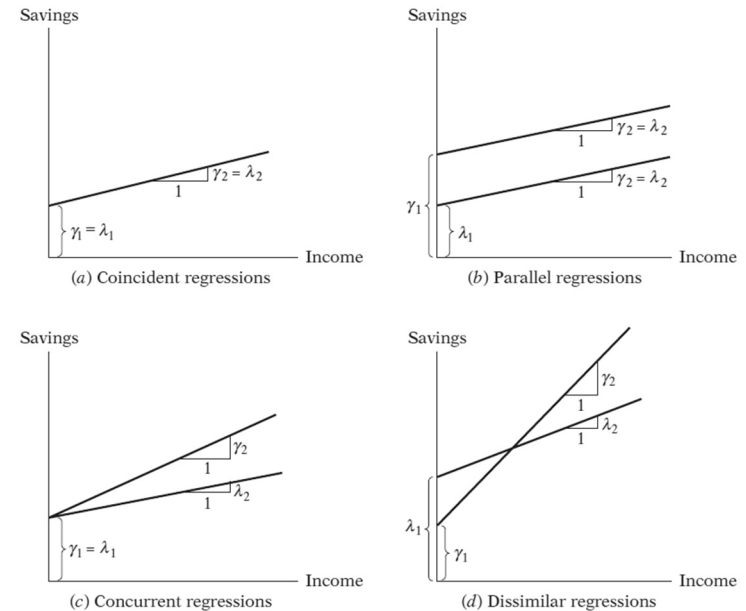 Savings
γ2 = λ2
1
γ1 = λ1
Income
(a) Coincident regressions
Savings
γ2 = λ2
1
γ2 = λ2
1
γ1
λ1
Income
(b) Parallel regressions
Savings
γ2
1
λ2
1
γ1 = λ1
Income
(c) Concurrent regressions
Savings
γ2
1
λ2
1
λ1
γ1
Income
(d) Dissimilar regressions